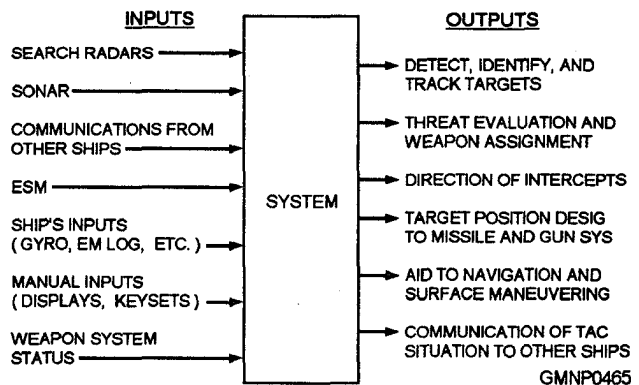 INPUTS
SEARCH RADARS
SONAR
COMMUNICATIONS FROM
OTHER SHIPS
ESM
SHIP'S INPUTS
( GYRO, EM LOG, ETC. )
MANUAL INPUTS
( DISPLAYS, KEYSETS )
WEAPON SYSTEM
STATUS
SYSTEM
OUTPUTS
DETECT, IDENTIFY, AND
TRACK TARGETS
THREAT EVALUATION AND
WEAPON ASSIGNMENT
DIRECTION OF INTERCEPTS
TARGET POSITION DESIG
TO MISSILE AND GUN SYS
AID TO NAVIGATION AND
SURFACE MANEUVERING
COMMUNICATION OF TAC
SITUATION TO OTHER SHIPS
GMNP0465